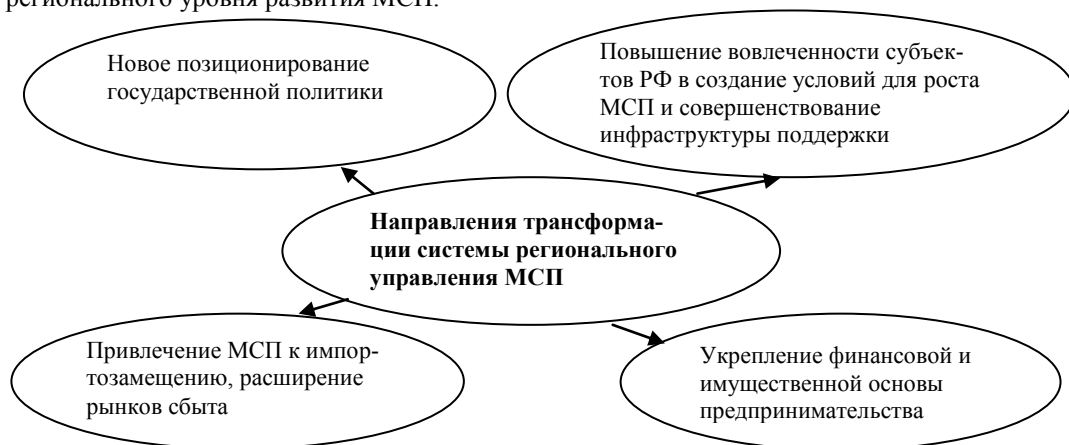 регионального уровня развития МСП.
Новое позиционирование
государственной политики
Повышение вовлеченности субъек-
тов РФ в создание условий для роста
МСП и совершенствование
инфраструктуры поддержки
Направления трансформа-
ции системы регионального
управления МСП
Привлечение МСП к импор-
тозамещению, расширение
рынков сбыта
Укрепление финансовой и
имущественной основы
предпринимательства